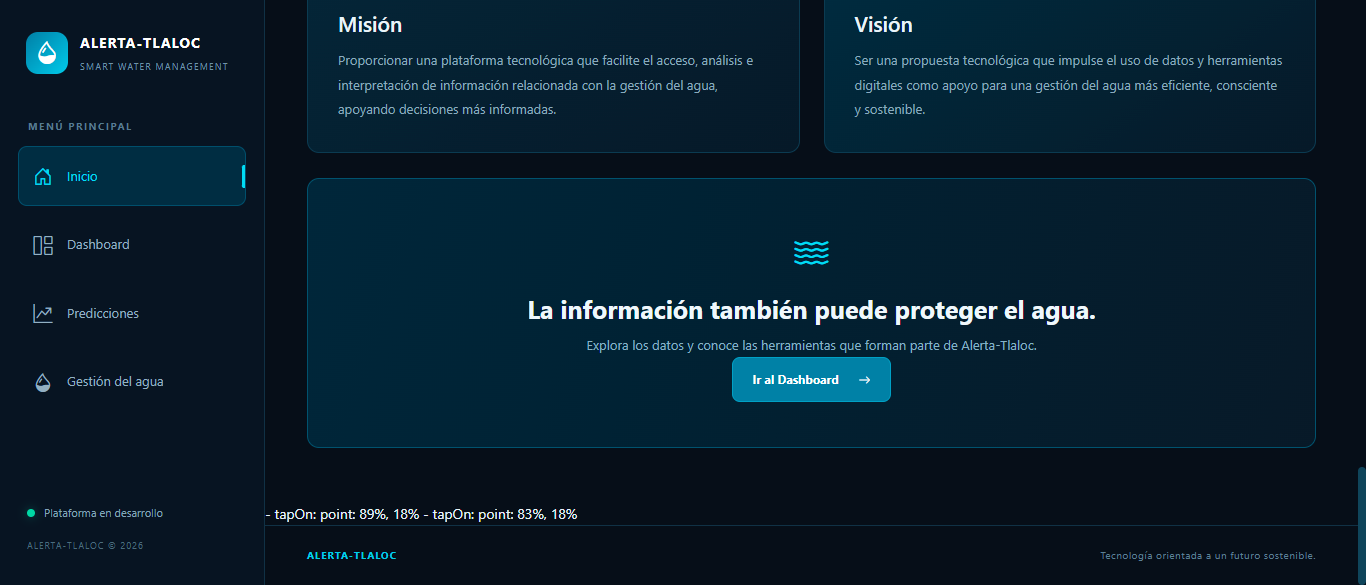 ALERTA-TLALOC
SMART WATER MANAGEMENT
MENÚ PRINCIPAL
Inicio
Dashboard
Predicciones
Gestión del agua
Plataforma en desarrollo
ALERTA-TLALOC © 2026
Misión
Proporcionar una plataforma tecnológica que facilite el acceso, análisis e
interpretación de información relacionada con la gestión del agua,
apoyando decisiones más informadas.
Visión
Ser una propuesta tecnológica que impulse el uso de datos y herramientas
digitales como apoyo para una gestión del agua más eficiente, consciente
y sostenible.
La información también puede proteger el agua.
Explora los datos y conoce las herramientas que forman parte de Alerta-Tlaloc.
Ir al Dashboard →
- tapOn: point: 89%, 18% - tapOn: point: 83%, 18%
ALERTA-TLALOC
Tecnología orientada a un futuro sostenible.